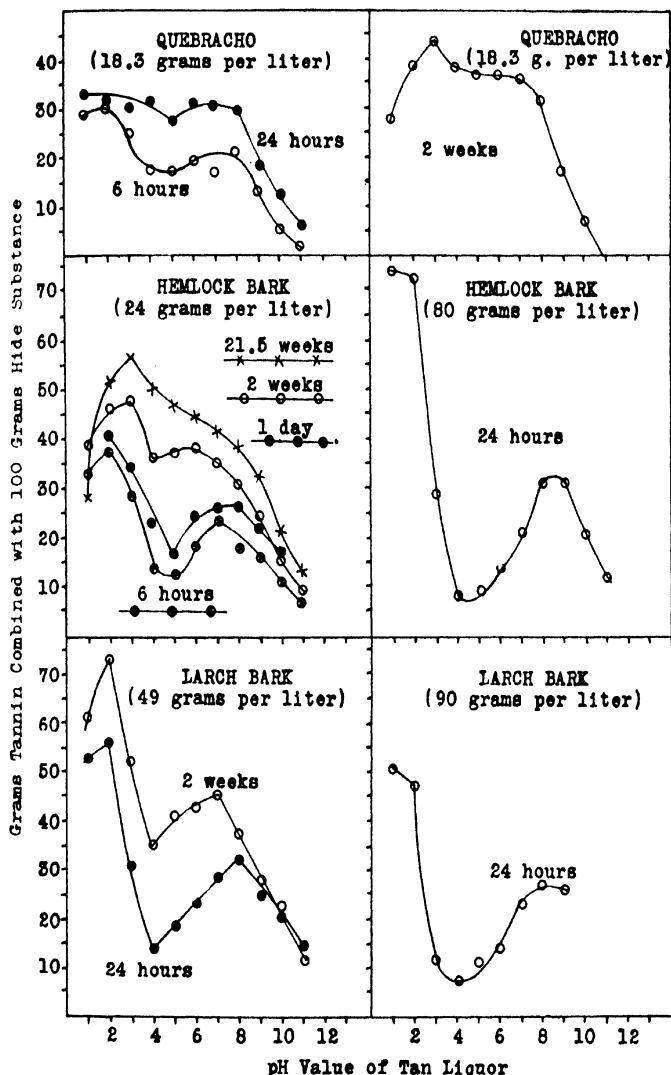 Grams Tannin Combined with 100 Grams Hide Substance
QUEBRACHO
(18.3 grams per liter)
40
30
20
10
24 hours
6 hours
QUEBRACHO
(18.3 g. per liter)
2 weeks
HEMLOCK BARK
(24 grams per liter)
70
60
50
40
30
20
10
21.5 weeks
2 weeks
1 day
6 hours
HEMLOCK BARK
(80 grams per liter)
24 hours
LARCH BARK
(49 grams per liter)
70
60
50
40
30
20
10
2 weeks
24 hours
LARCH BARK
(90 grams per liter)
24 hours
2 4 6 8 10 12
2 4 6 8 10 12
pH Value of Tan Liquor